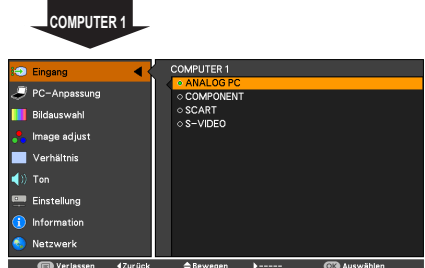 COMPUTER 1
Eingang
PC-Anpassung
Bildauswahl
Image adjust
Verhältnis
Ton
Einstellung
Information
Netzwerk
COMPUTER 1
ANALOG PC
COMPONENT
SCART
S-VIDEO
Verlassen Zurück Bewegen ----- OK Auswählen